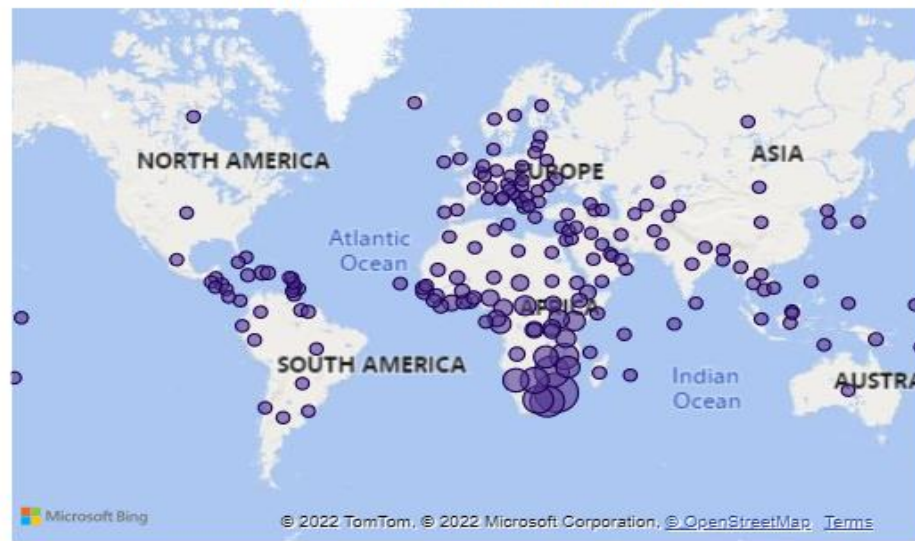 NORTH AMERICA
EUROPE
ASIA
Atlantic
Ocean
AFRICA
SOUTH AMERICA
Indian
Ocean
AUSTRA
Microsoft Bing
© 2022 TomTom, © 2022 Microsoft Corporation, © OpenStreetMap Terms